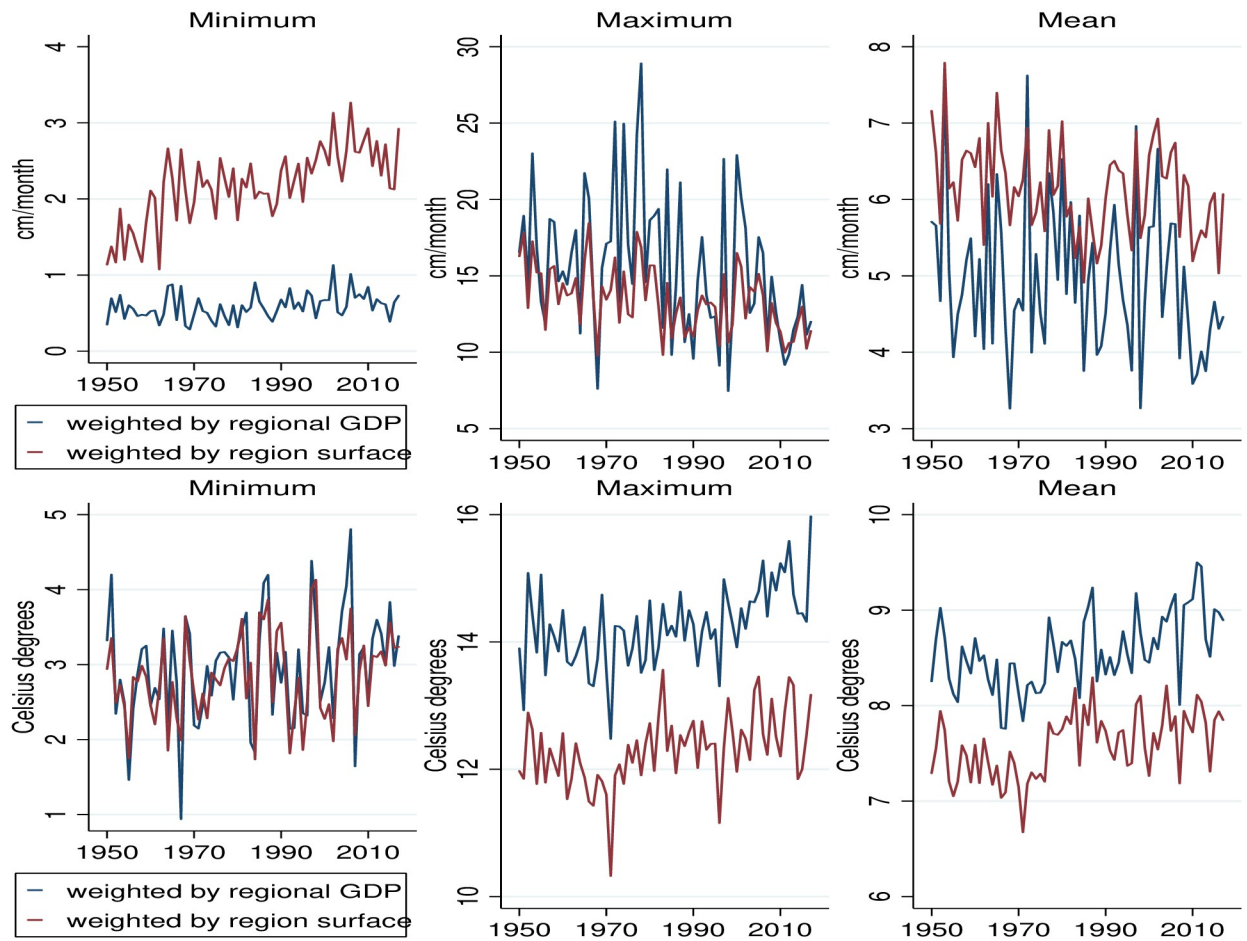 Minimum
Maximum
Mean
cm/month
4
3
2
1
0
1950 1970 1990 2010
cm/month
30
25
20
15
10
5
1950 1970 1990 2010
cm/month
8
7
6
5
4
3
1950 1970 1990 2010
weighted by regional GDP
weighted by region surface
Minimum
Maximum
Mean
Celsius degrees
5
4
3
2
1
1950 1970 1990 2010
Celsius degrees
16
14
12
10
1950 1970 1990 2010
Celsius degrees
10
9
8
7
6
1950 1970 1990 2010
weighted by regional GDP
weighted by region surface